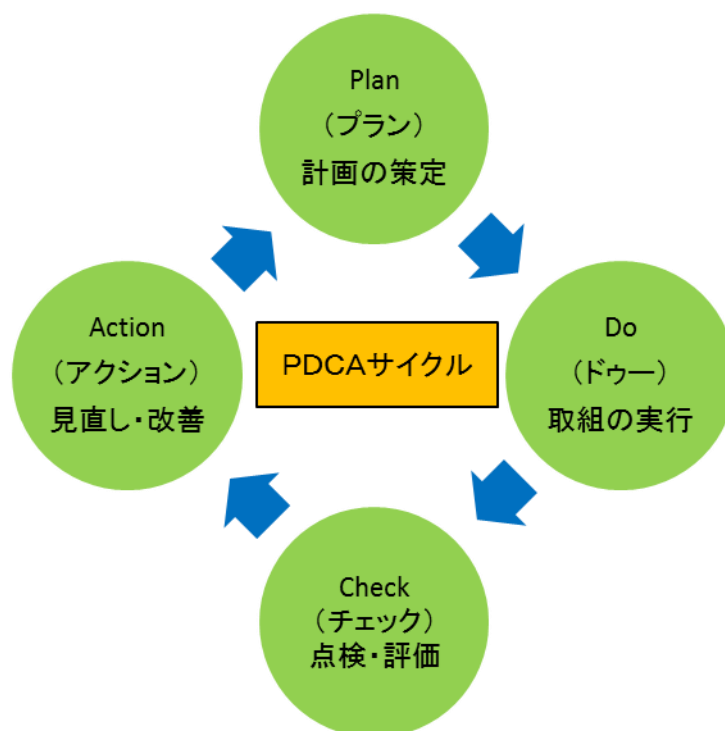 Plan
（プラン）
計画の策定
Action
（アクション）
見直し・改善
PDCAサイクル
Do
（ドゥー）
取組の実行
Check
（チェック）
点検・評価